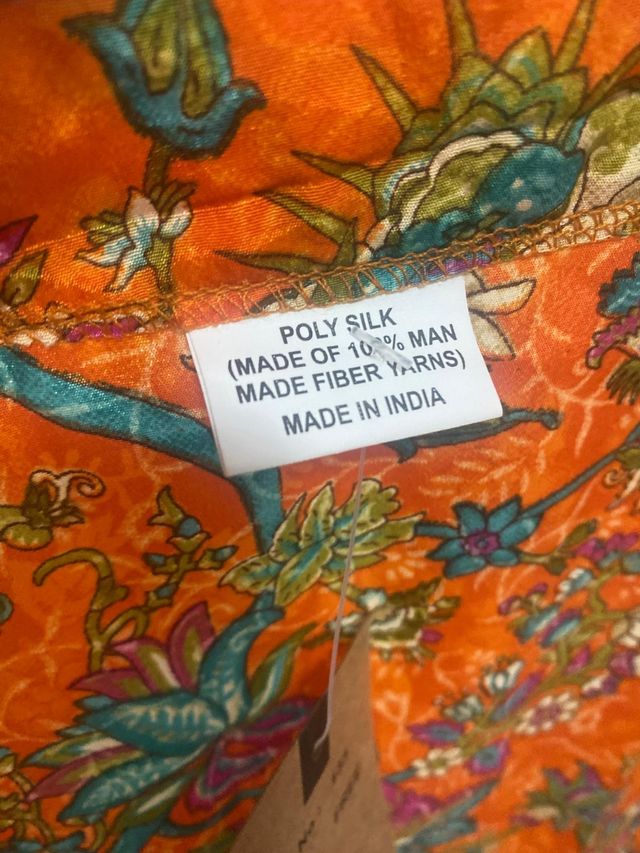 POLY SILK
(MADE OF 100% MAN
MADE FIBER YARNS)
MADE IN INDIA